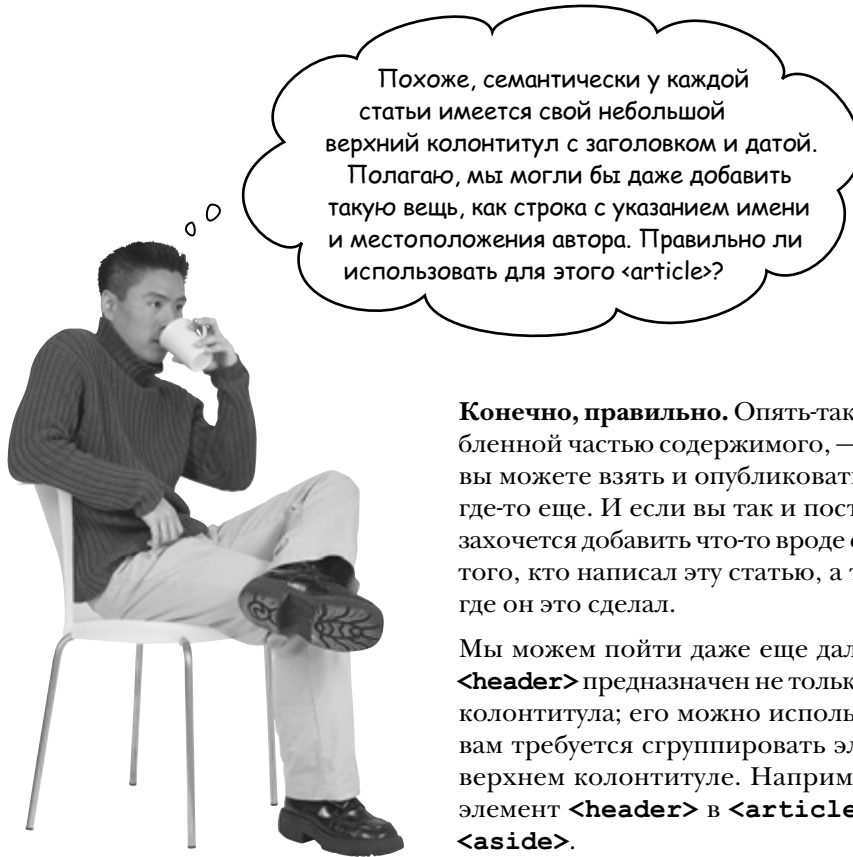 Похоже, семантически у каждой
статьи имеется свой небольшой
верхний колонтитул с заголовком и датой.
Полагаю, мы могли бы даже добавить
такую вещь, как строка с указанием имени
и местоположения автора. Правильно ли
использовать для этого <article>?
Конечно, правильно. Опять-так
бленной частью содержимого, —
вы можете взять и опубликоват
где-то еще. И если вы так и пост
захочется добавить что-то вроде
того, кто написал эту статью, а т
где он это сделал.
Мы можем пойти даже еще дал
<header> предназначен не только
колонтитула; его можно исполь
вам требуется сгруппировать эл
верхнем колонтитуле. Наприм
элемент <header> в <article
<aside>.